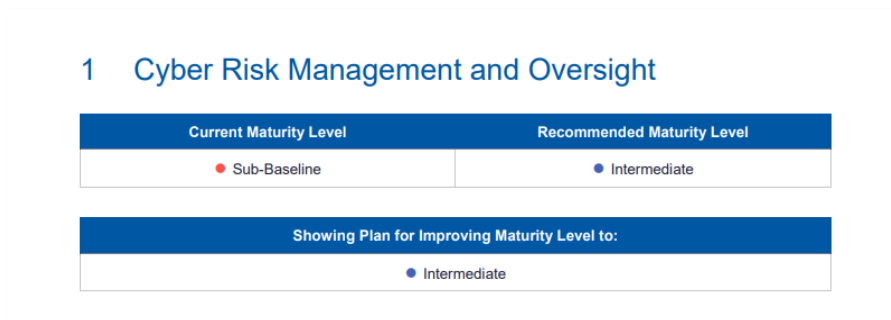 1 Cyber Risk Management and Oversight
Current Maturity Level Recommended Maturity Level
Sub-Baseline Intermediate
Showing Plan for Improving Maturity Level to:
Intermediate